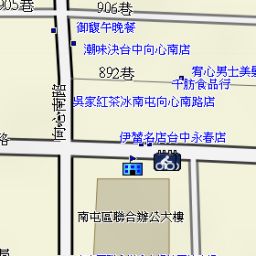 905巷
906巷
御馥午晚餐
潮味決台中向心南店
892巷
宥心男士美髮
千舫食品行
吳家紅茶冰南屯向心南路店
向心南路
路
伊蕥名店台中永春店
南屯區聯合辦公大樓